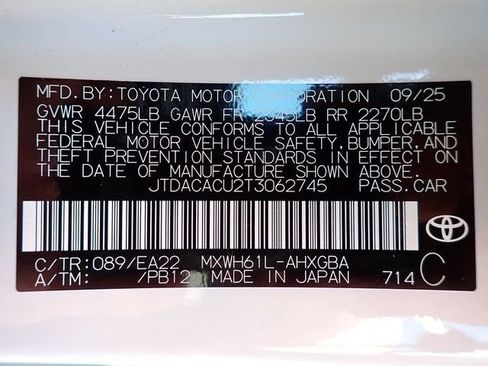 MFD.BY:TOYOTA MOTOR CORPORATION 09/25
GVWR 4475LB GAWR FR 2345LB RR 2270LB
THIS VEHICLE CONFORMS TO ALL APPLICABLE
FEDERAL MOTOR VEHICLE SAFETY,BUMPER,AND
THEFT PREVENTION STANDARDS IN EFFECT ON
THE DATE OF MANUFACTURE SHOWN ABOVE.
JTDACACU2T3062745 PASS.CAR
C/TR:089/EA22 MXWH61L-AHXGBA
A/TM: /PB12 MADE IN JAPAN 714 C